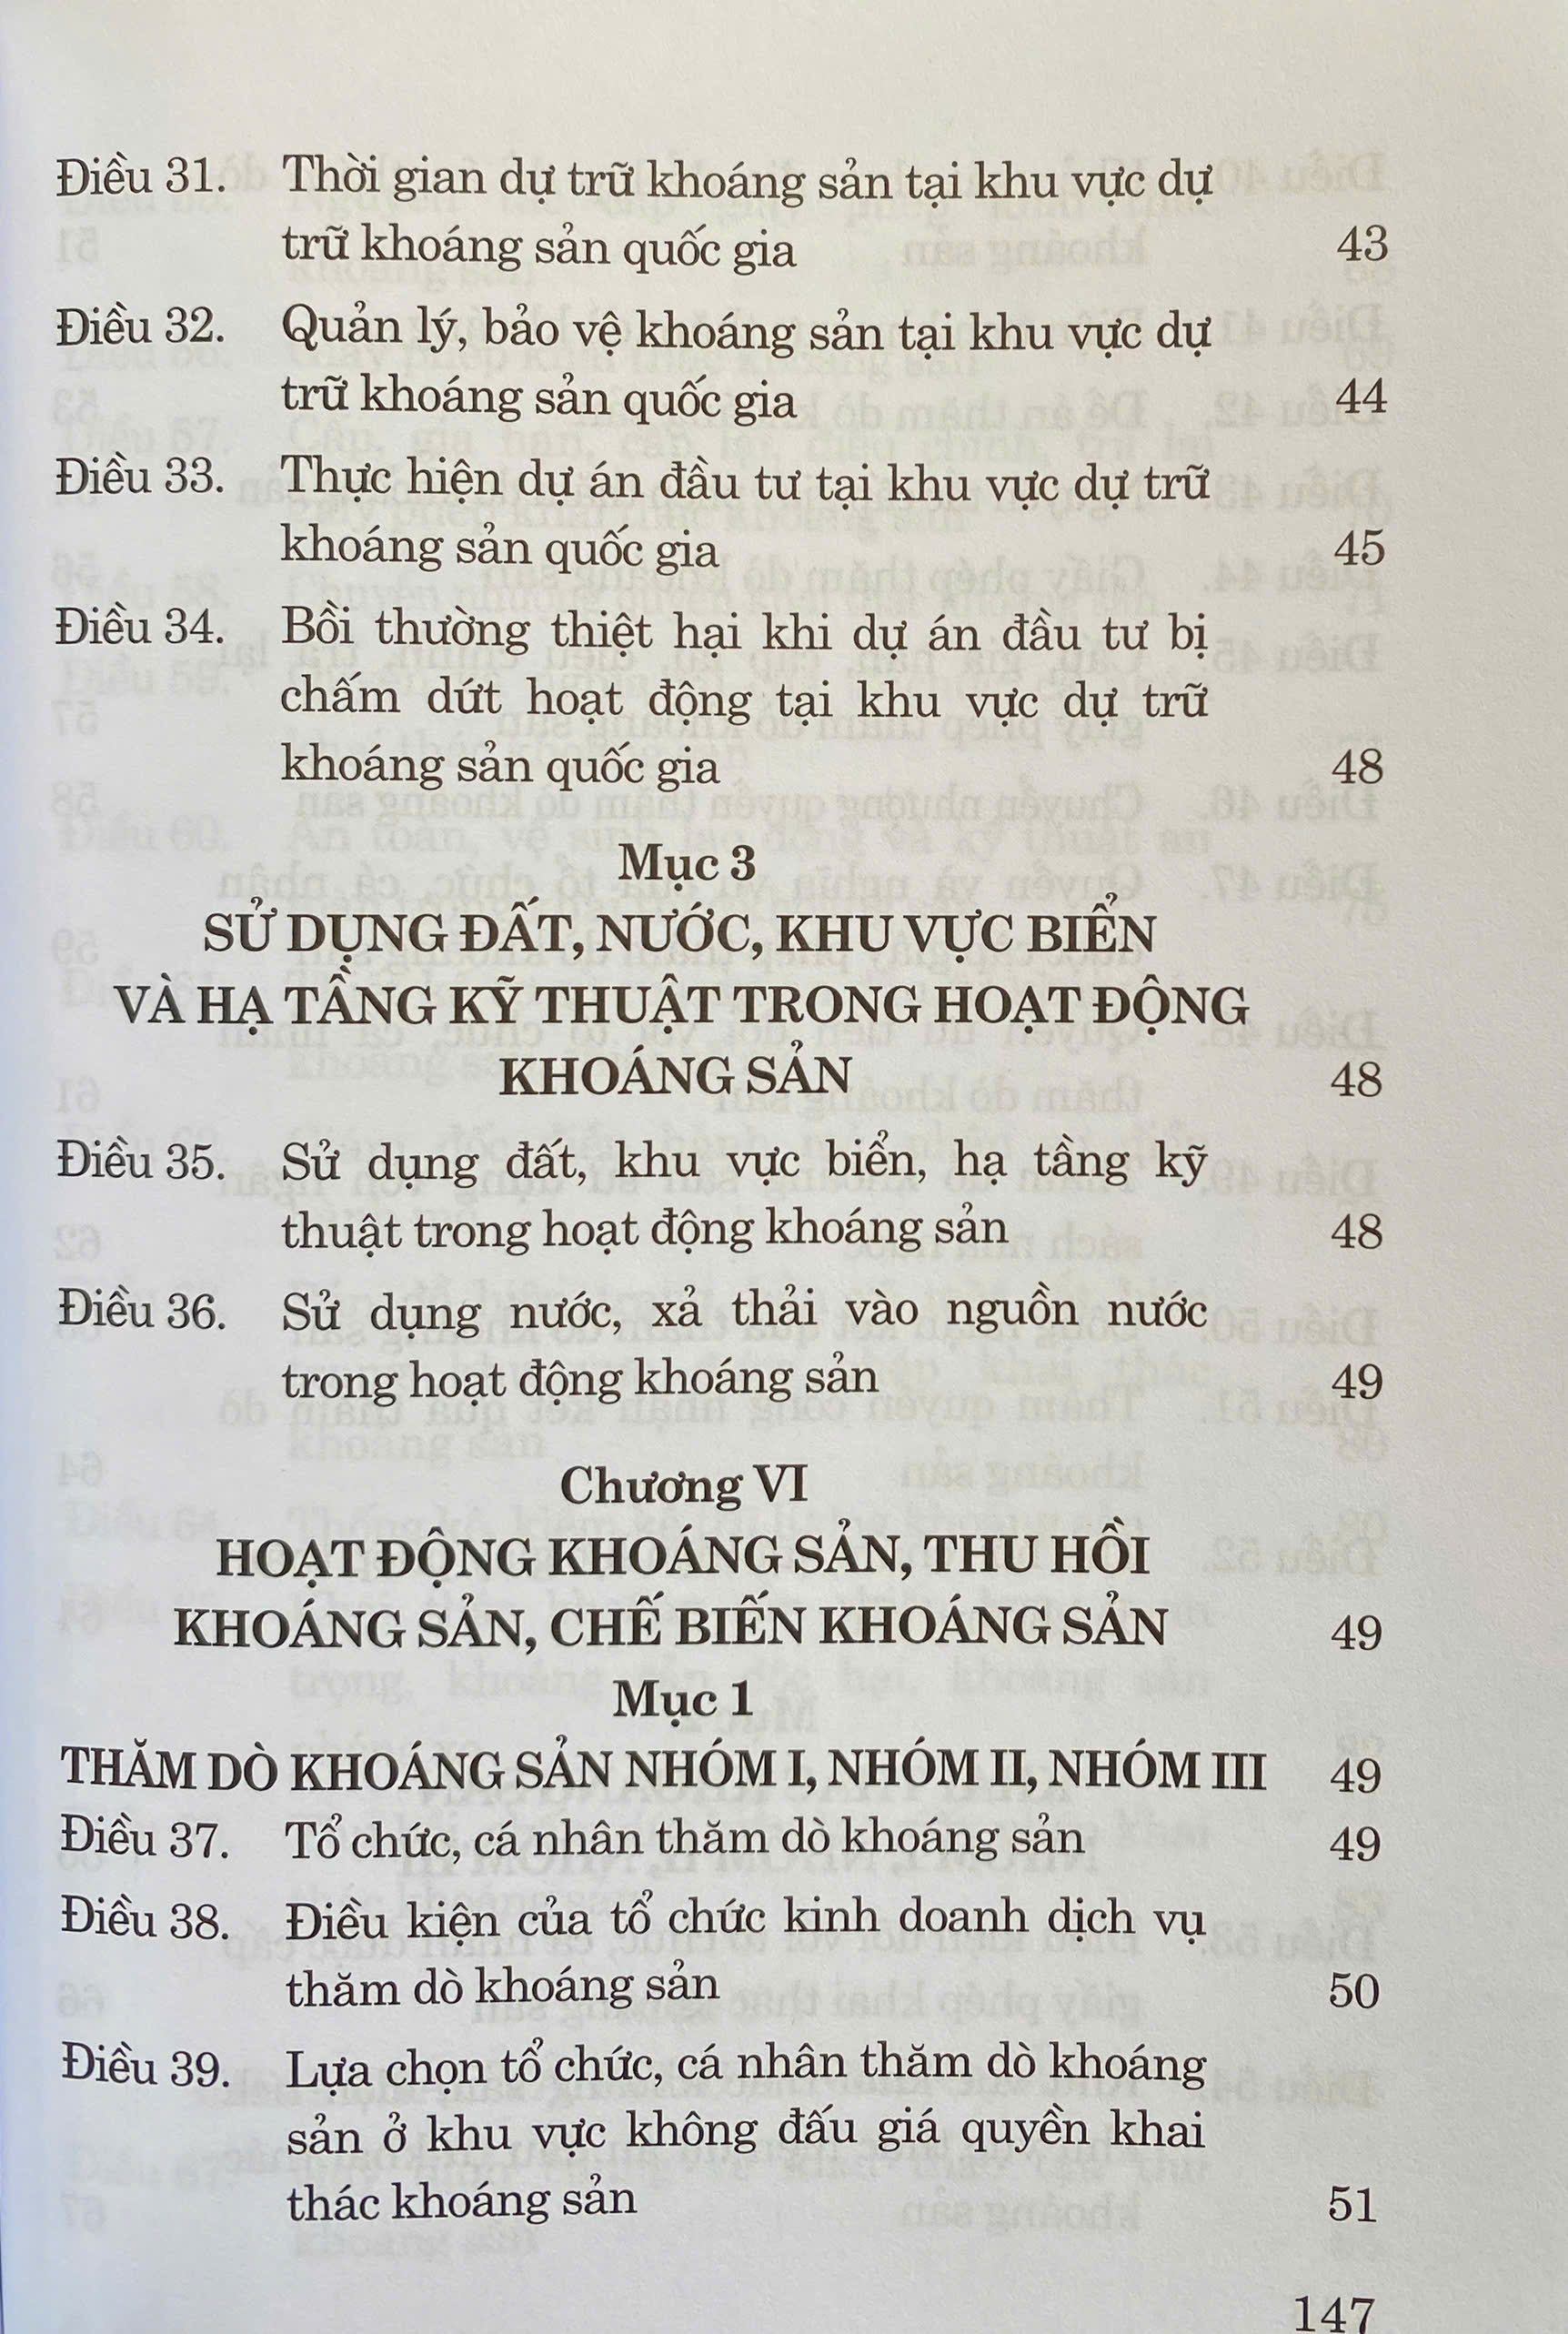 Điều 31. Thời gian dự trữ khoáng sản tại khu vực dự
trữ khoáng sản quốc gia 43
Điều 32. Quản lý, bảo vệ khoáng sản tại khu vực dự
trữ khoáng sản quốc gia 44
Điều 33. Thực hiện dự án đầu tư tại khu vực dự trữ
khoáng sản quốc gia 45
Điều 34. Bồi thường thiệt hại khi dự án đầu tư bị
chấm dứt hoạt động tại khu vực dự trữ
khoáng sản quốc gia 48
Mục 3
SỬ DỤNG ĐẤT, NƯỚC, KHU VỰC BIỂN
VÀ HẠ TẦNG KỸ THUẬT TRONG HOẠT ĐỘNG
KHOÁNG SẢN 48
Điều 35. Sử dụng đất, khu vực biển, hạ tầng kỹ
thuật trong hoạt động khoáng sản 48
Điều 36. Sử dụng nước, xả thải vào nguồn nước
trong hoạt động khoáng sản 49
Chương VI
HOẠT ĐỘNG KHOÁNG SẢN, THU HỒI
KHOÁNG SẢN, CHẾ BIẾN KHOÁNG SẢN 49
Mục 1
THĂM DÒ KHOÁNG SẢN NHÓM I, NHÓM II, NHÓM III 49
Điều 37. Tổ chức, cá nhân thăm dò khoáng sản 49
Điều 38. Điều kiện của tổ chức kinh doanh dịch vụ
thăm dò khoáng sản 50
Điều 39. Lựa chọn tổ chức, cá nhân thăm dò khoáng
sản ở khu vực không đấu giá quyền khai
thác khoáng sản 51
147